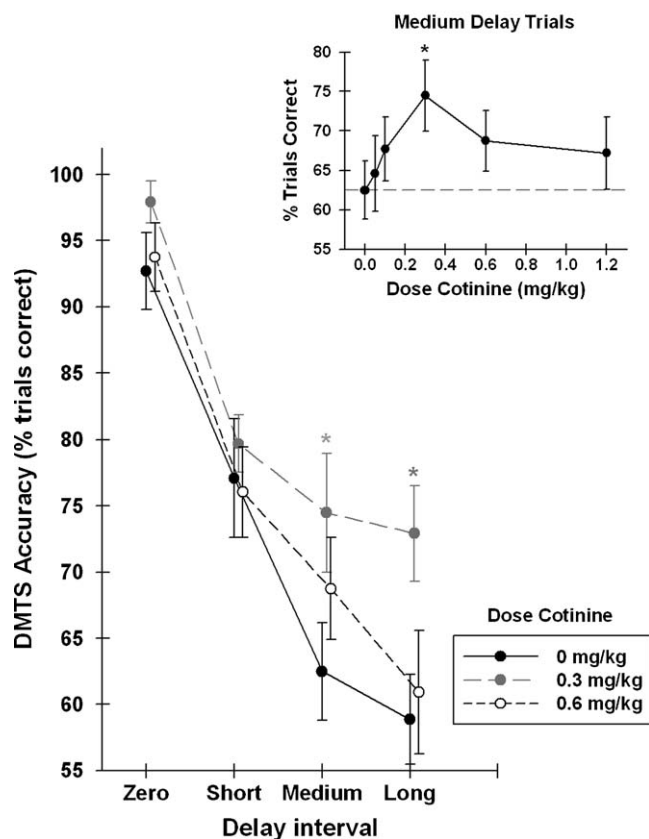 Medium Delay Trials
80
75
70
65
60
55
% Trials Correct
*
0.0 0.2 0.4 0.6 0.8 1.0 1.2
Dose Cotinine (mg/kg)
100
95
90
85
80
75
70
65
60
55
DMTS Accuracy (% trials correct)
* *
Dose Cotinine
0 mg/kg
0.3 mg/kg
0.6 mg/kg
Zero Short Medium Long
Delay interval